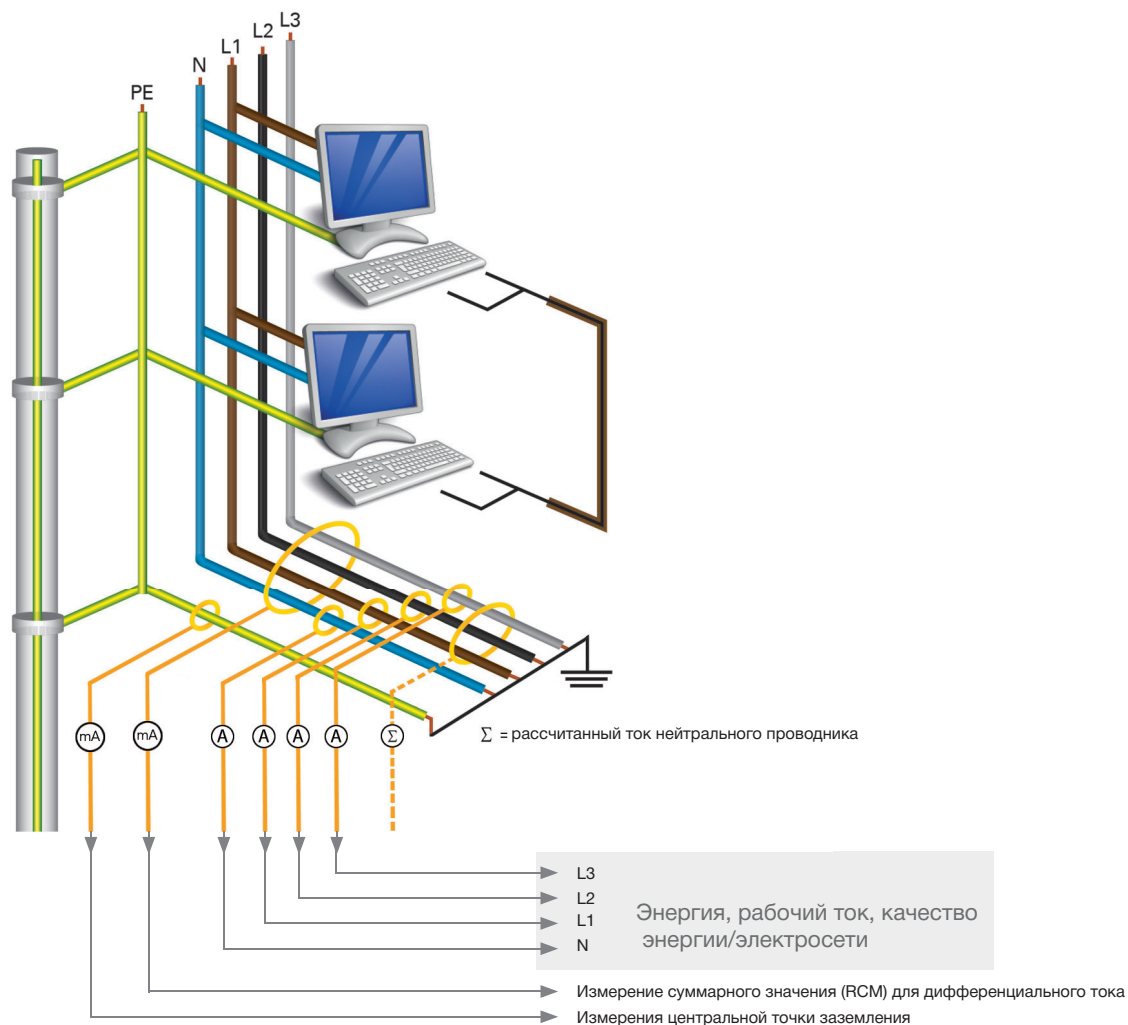 L3
L2
L1
N
PE
mA
mA
A
A
A
A
Σ
Σ = рассчитанный ток нейтрального проводника
L3
L2
L1
N
Энергия, рабочий ток, качество
энергии/электросети
Измерение суммарного значения (RCM) для дифференциального тока
Измерения центральной точки заземления